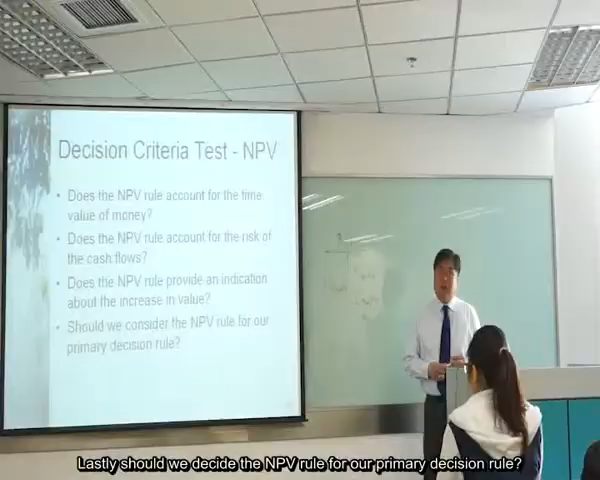 Decision Criteria Test - NPV
• Does the NPV rule account for the time
value of money?
• Does the NPV rule account for the risk of
the cash flows?
• Does the NPV rule provide an indication
about the increase in value?
• Should we consider the NPV rule for our
primary decision rule?
Lastly should we decide the NPV rule for our primary decision rule?